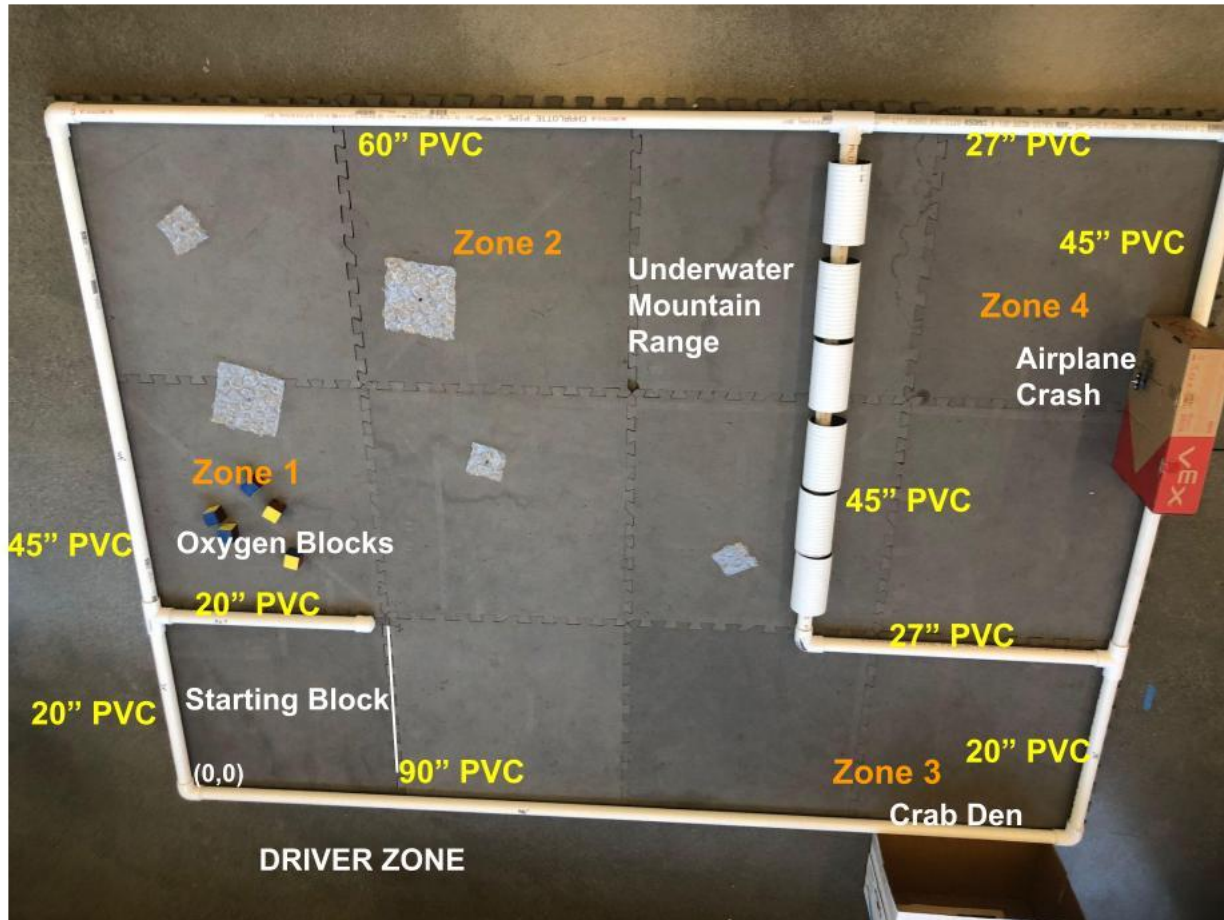 60” PVC
27” PVC
Zone 2
45” PVC
Underwater
Mountain
Range
Zone 4
Airplane
Crash
Zone 1
VEX
45” PVC
Oxygen Blocks
45” PVC
20” PVC
27” PVC
Starting Block
20” PVC
20” PVC
(0,0)
90” PVC
Zone 3
Crab Den
DRIVER ZONE